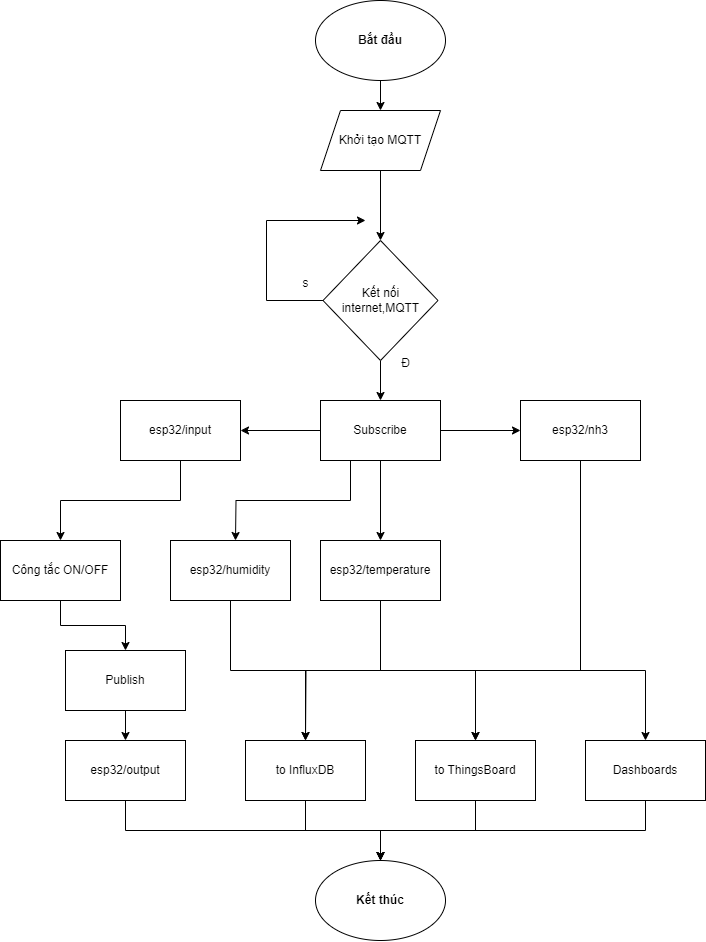 Bắt đầu
Khởi tạo MQTT
s
Kết nối
internet,MQTT
Đ
esp32/input
Subscribe
esp32/nh3
Công tắc ON/OFF
esp32/humidity
esp32/temperature
Publish
esp32/output
to InfluxDB
to ThingsBoard
Dashboards
Kết thúc